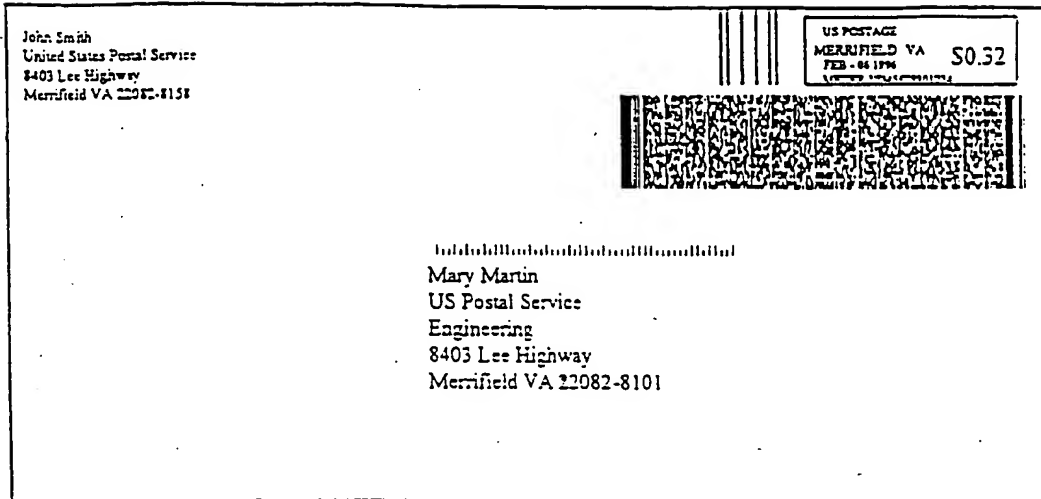 John Smith
United States Postal Service
8403 Lee Highway
Merrifield VA 22082-8158
US POSTAGE
MERRIFIELD VA
FEB - 06 1996
$0.32
Mary Martin
US Postal Service
Engineering
8403 Lee Highway
Merrifield VA 22082-8101